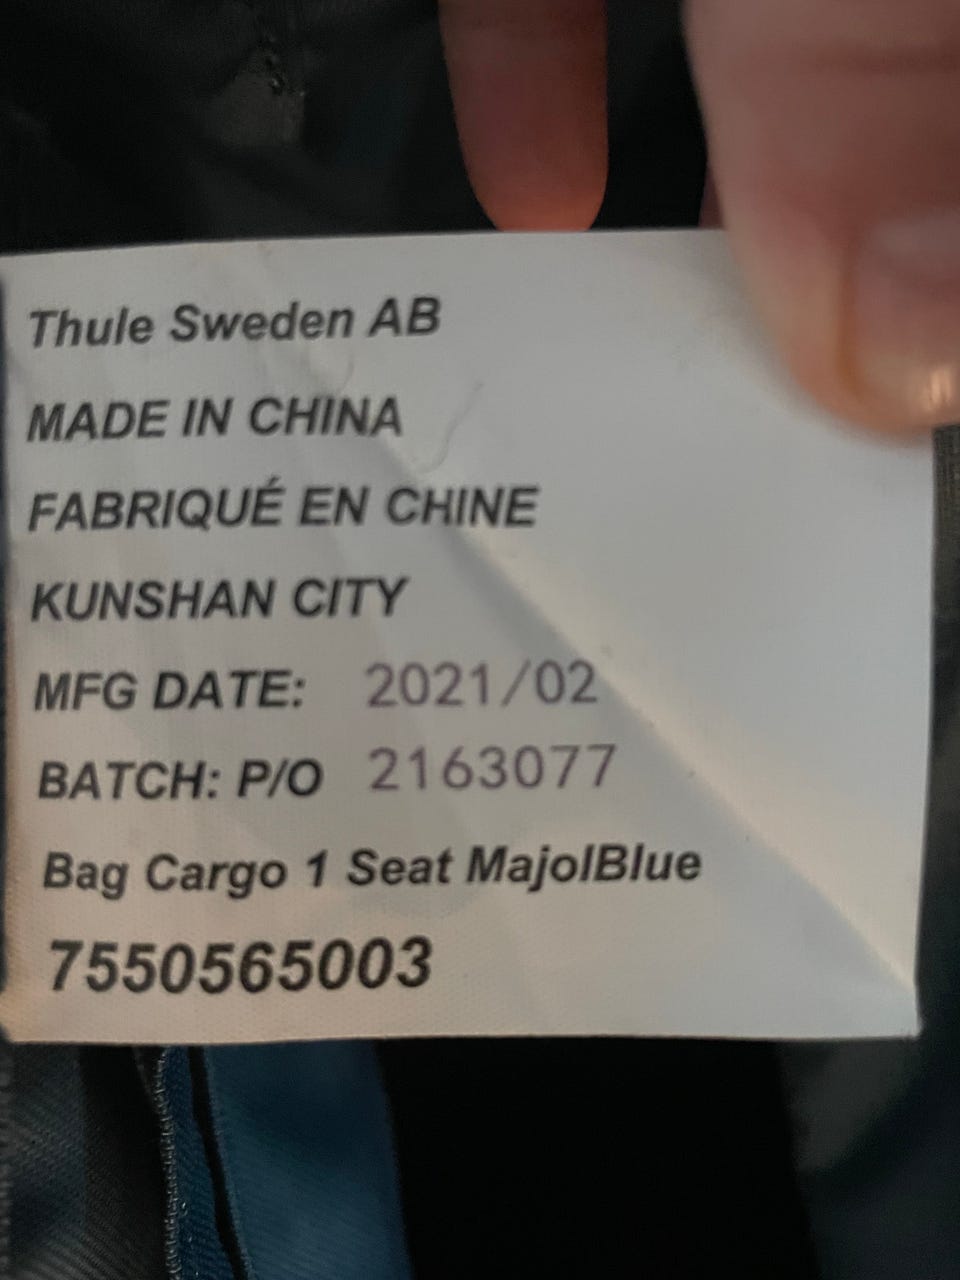 Thule Sweden AB
MADE IN CHINA
FABRIQUÉ EN CHINE
KUNSHAN CITY
MFG DATE: 2021/02
BATCH: P/O 2163077
Bag Cargo 1 Seat MajolBlue
7550565003